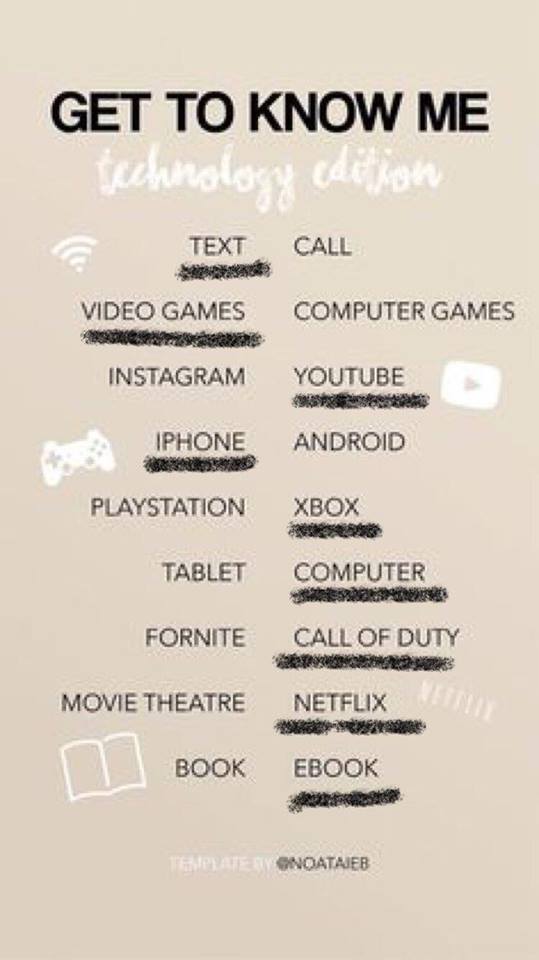 GET TO KNOW ME
technology edition
TEXT CALL
VIDEO GAMES COMPUTER GAMES
INSTAGRAM YOUTUBE
IPHONE ANDROID
PLAYSTATION XBOX
TABLET COMPUTER
FORNITE CALL OF DUTY
MOVIE THEATRE NETFLIX
NETFLIX
BOOK EBOOK
TEMPLATE BY @NOATAIEB